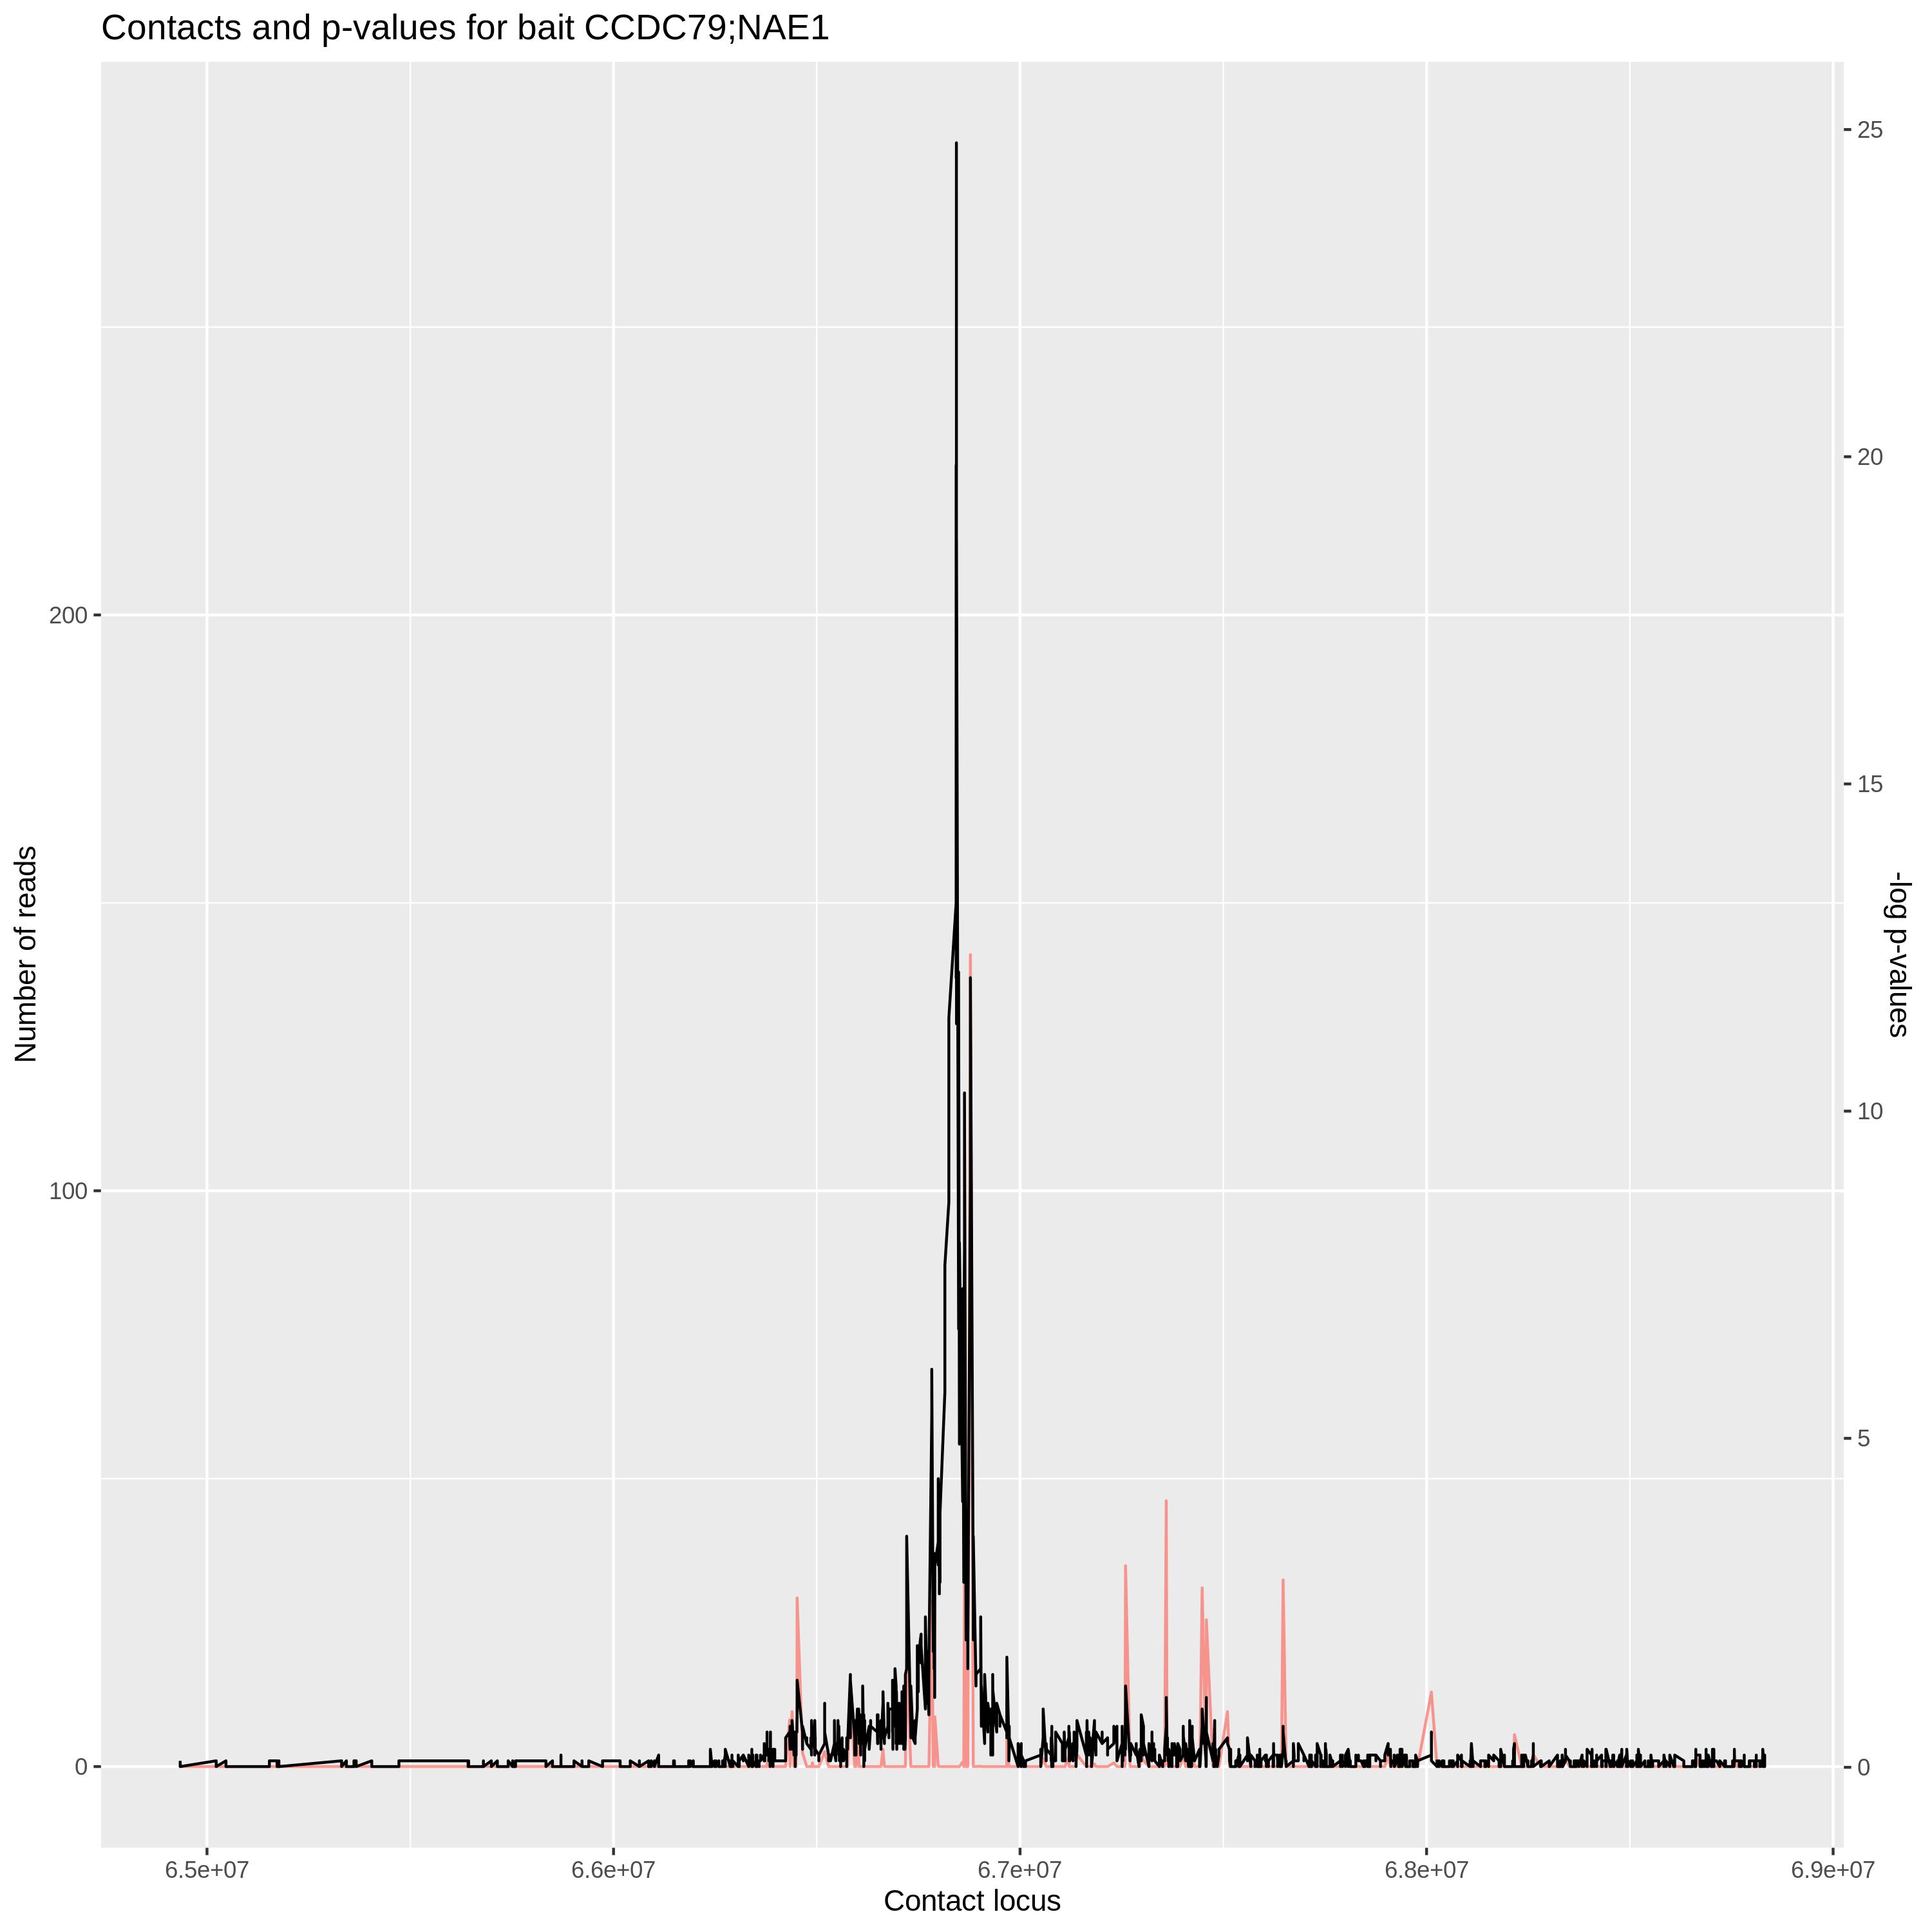 Contacts and p-values for bait CCDC79;NAE1
Number of reads
200
100
0
25
20
15
10
5
0
-log p-values
6.5e+07
6.6e+07
6.7e+07
6.8e+07
6.9e+07
Contact locus